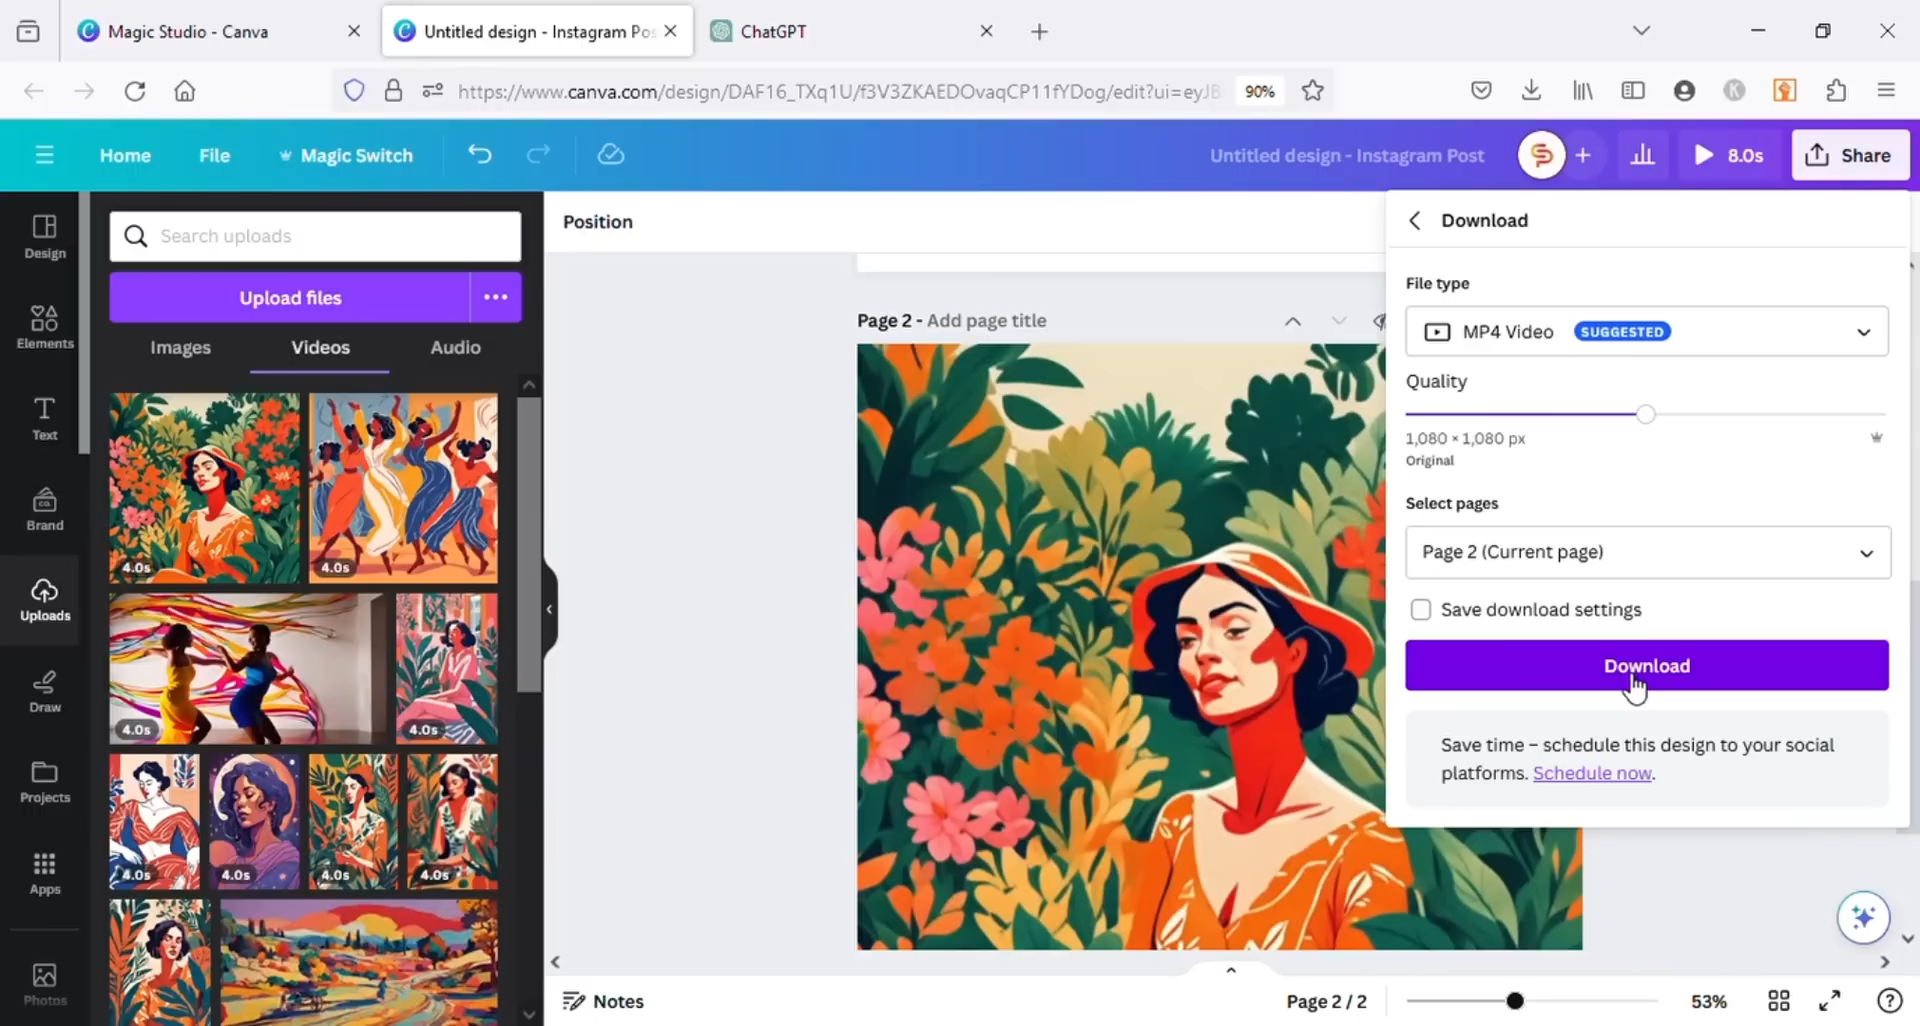 Magic Studio - Canva
Untitled design - Instagram Pos
ChatGPT
https://www.canva.com/design/DAF16_TXq1U/f3V3ZKAEDOvaqCP11fYDog/edit?ui=eyJB
90%
K
Home
File
Magic Switch
Untitled design - Instagram Post
8.0s
Share
Design
Elements
Text
Brand
Uploads
Draw
Projects
Apps
Photos
Search uploads
Upload files
Images
Videos
Audio
4.0s
4.0s
4.0s
4.0s
4.0s
4.0s
4.0s
4.0s
Position
Page 2 - Add page title
Download
File type
MP4 Video
SUGGESTED
Quality
1,080 × 1,080 px
Original
Select pages
Page 2 (Current page)
Save download settings
Download
Save time – schedule this design to your social
platforms. Schedule now.
Notes
Page 2 / 2
53%